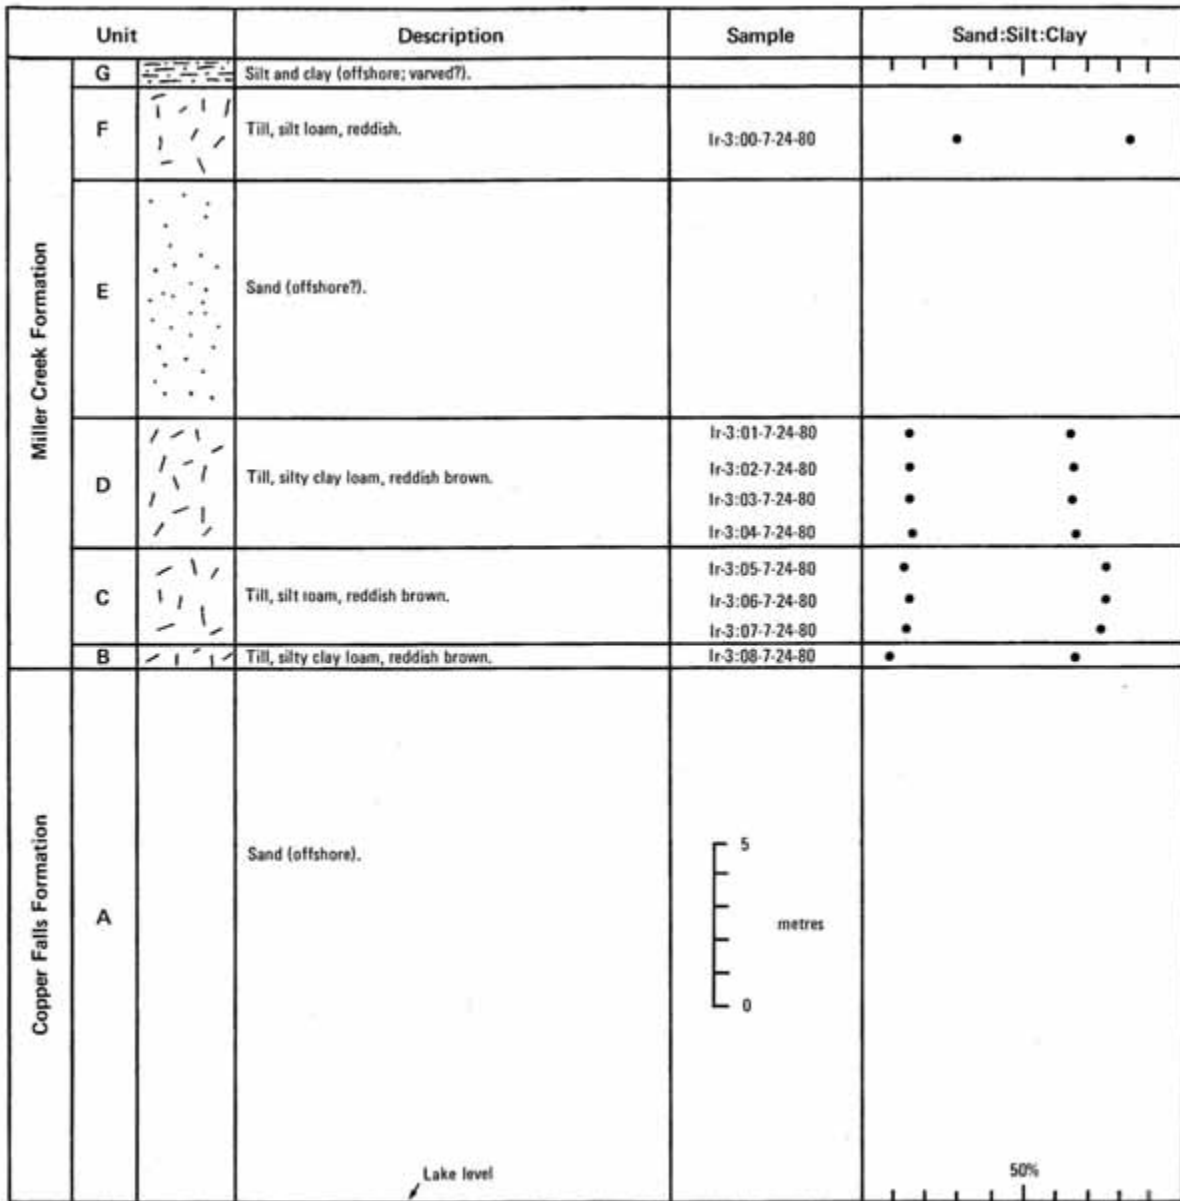 Unit Description Sample Sand:Silt:Clay
Miller Creek Formation
G Silt and clay (offshore; varved?).
F Till, silt loam, reddish. Ir-3:00-7-24-80
E Sand (offshore?).
D Till, silty clay loam, reddish brown.
Ir-3:01-7-24-80
Ir-3:02-7-24-80
Ir-3:03-7-24-80
Ir-3:04-7-24-80
C Till, silt loam, reddish brown.
Ir-3:05-7-24-80
Ir-3:06-7-24-80
Ir-3:07-7-24-80
B Till, silty clay loam, reddish brown. Ir-3:08-7-24-80
Copper Falls Formation
A Sand (offshore).
5
metres
0
Lake level
50%